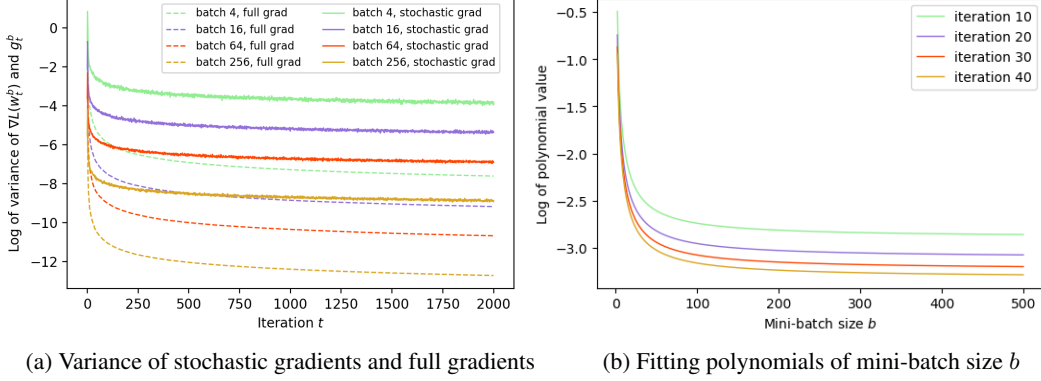 Log of variance of ∇L(w_t^b) and g_t^b
0
−2
−4
−6
−8
−10
−12
batch 4, full grad
batch 16, full grad
batch 64, full grad
batch 256, full grad
batch 4, stochastic grad
batch 16, stochastic grad
batch 64, stochastic grad
batch 256, stochastic grad
0 250 500 750 1000 1250 1500 1750 2000
Iteration t
(a) Variance of stochastic gradients and full gradients
Log of polynomial value
−0.5
−1.0
−1.5
−2.0
−2.5
−3.0
iteration 10
iteration 20
iteration 30
iteration 40
0 100 200 300 400 500
Mini-batch size b
(b) Fitting polynomials of mini-batch size b